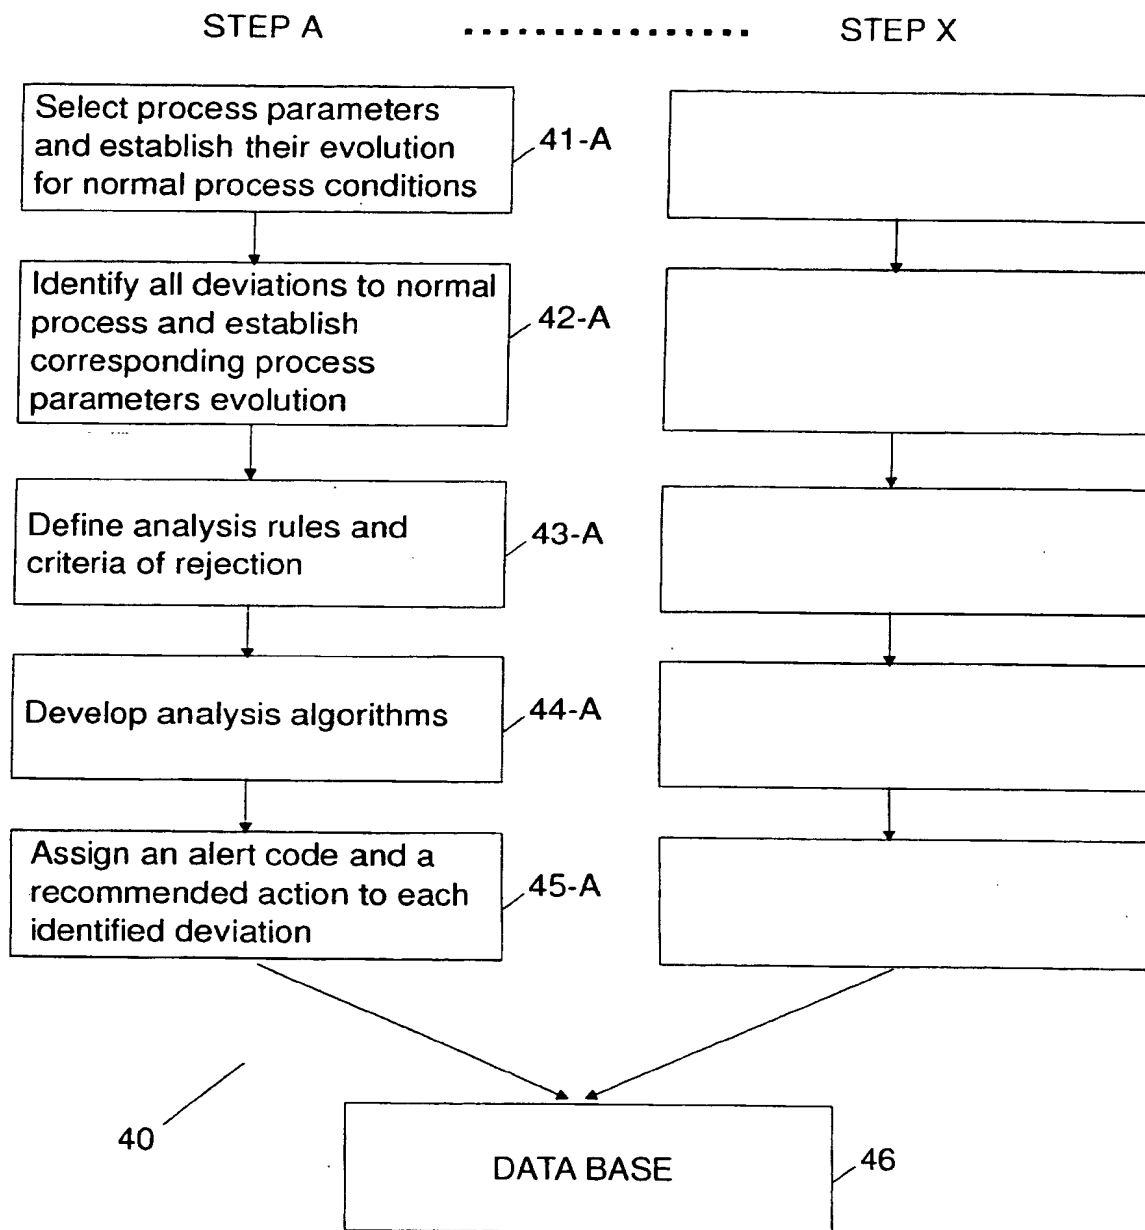 STEP A ................... STEP X
Select process parameters
and establish their evolution
for normal process conditions
41-A
Identify all deviations to normal
process and establish
corresponding process
parameters evolution
42-A
Define analysis rules and
criteria of rejection
43-A
Develop analysis algorithms
44-A
Assign an alert code and a
recommended action to each
identified deviation
45-A
40
DATA BASE
46